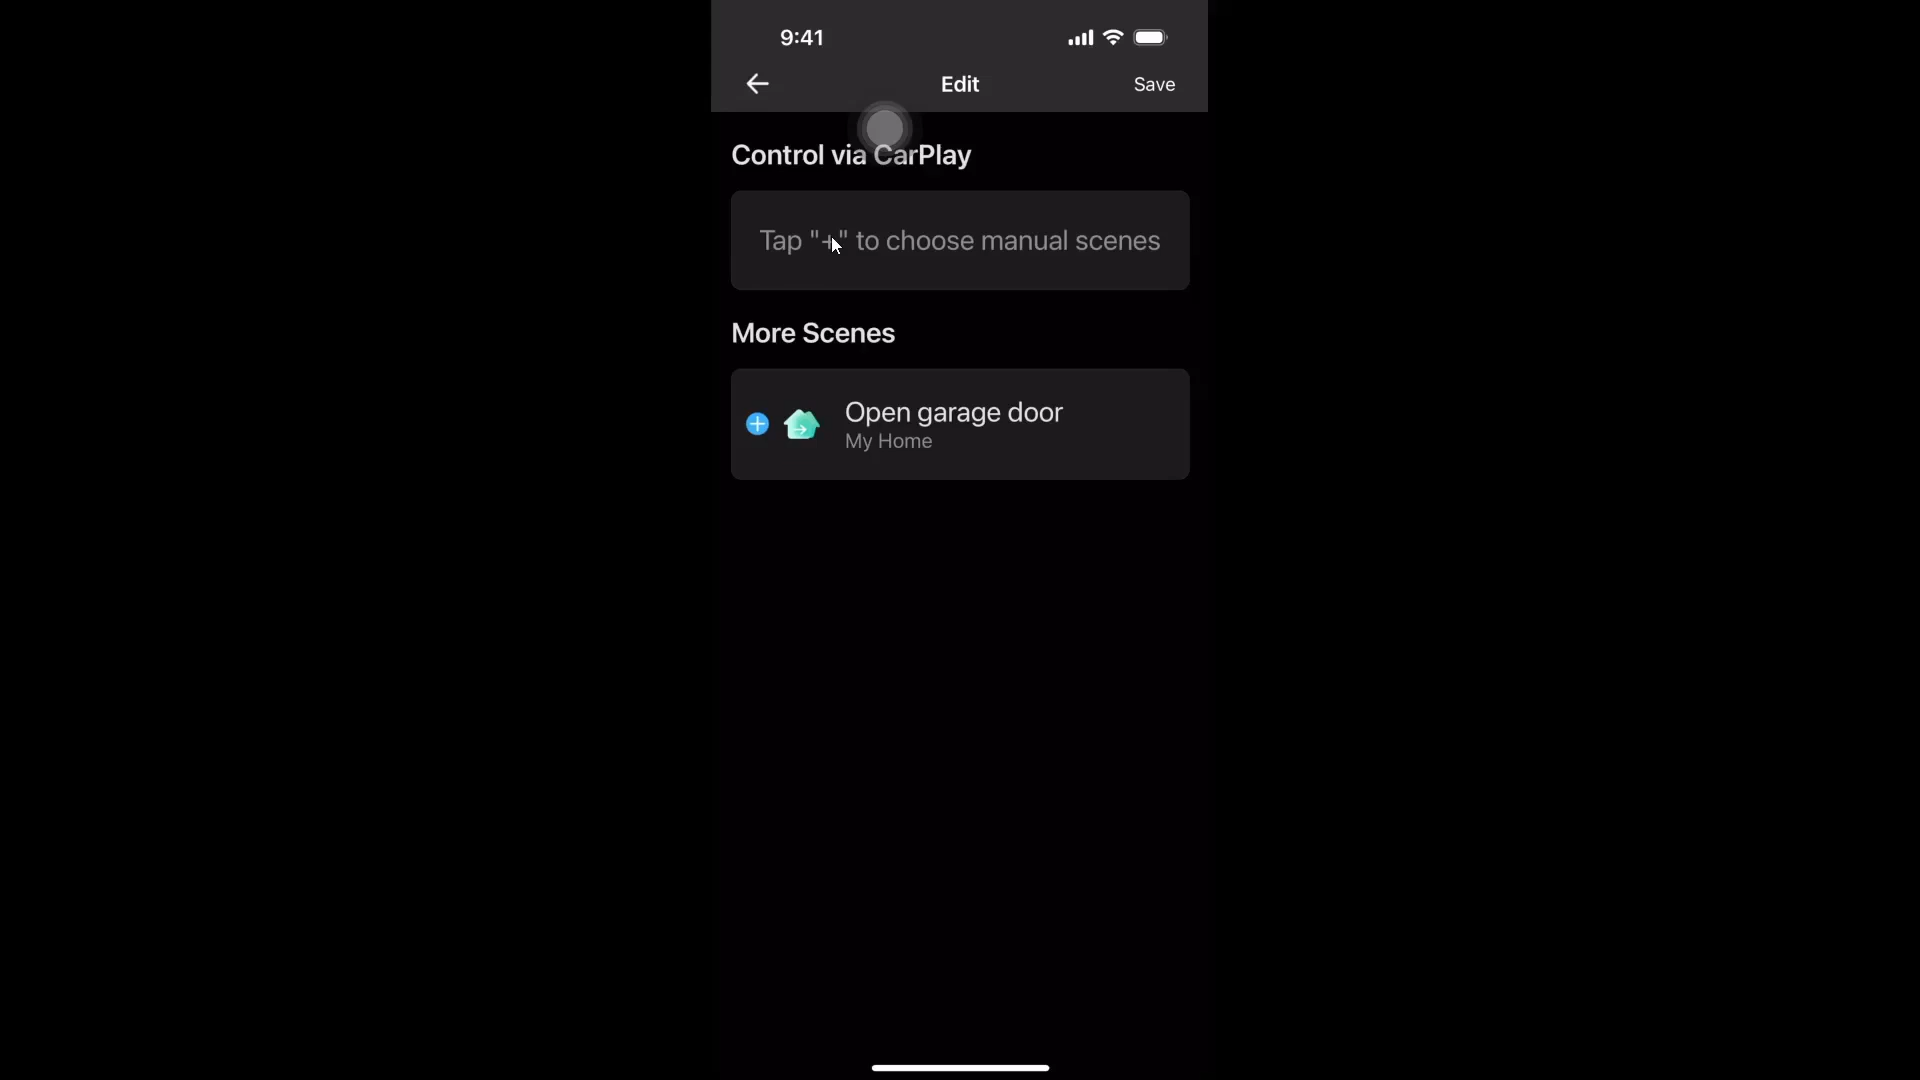 9:41
Edit
Save
Control via CarPlay
Tap "+" to choose manual scenes
More Scenes
Open garage door
My Home